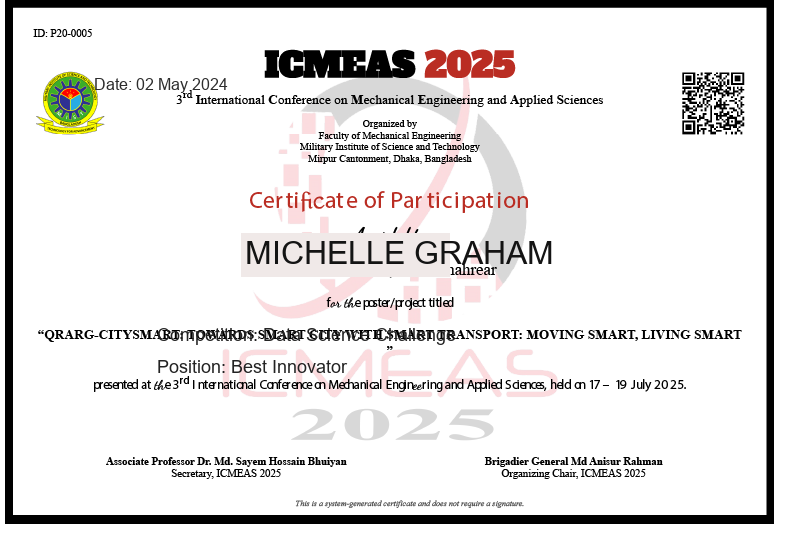 ID: P20-0005
ICMEAS 2025
Date: 02 May 2024
3rd International Conference on Mechanical Engineering and Applied Sciences
Organized by
Faculty of Mechanical Engineering
Military Institute of Science and Technology
Mirpur Cantonment, Dhaka, Bangladesh
Certificate of Participation
MICHELLE GRAHAM
for the poster/project titled
“QRARG-CITYSMART: TOWARDS SMART CITY WITH SMART TRANSPORT: MOVING SMART, LIVING SMART
”
Competition: Data Science Challenge
Position: Best Innovator
ICMEAS
presented at the 3rd International Conference on Mechanical Engineering and Applied Sciences, held on 17 – 19 July 2025.
2025
Associate Professor Dr. Md. Sayem Hossain Bhuiyan
Secretary, ICMEAS 2025
Brigadier General Md Anisur Rahman
Organizing Chair, ICMEAS 2025
This is a system-generated certificate and does not require a signature.